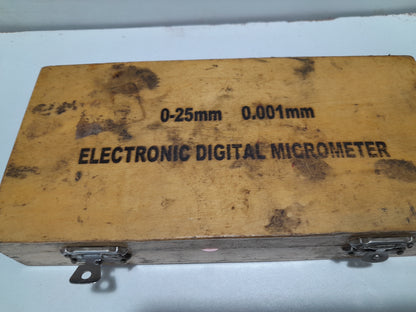 0-25mm 0.001mm
ELECTRONIC DIGITAL MICROMETER